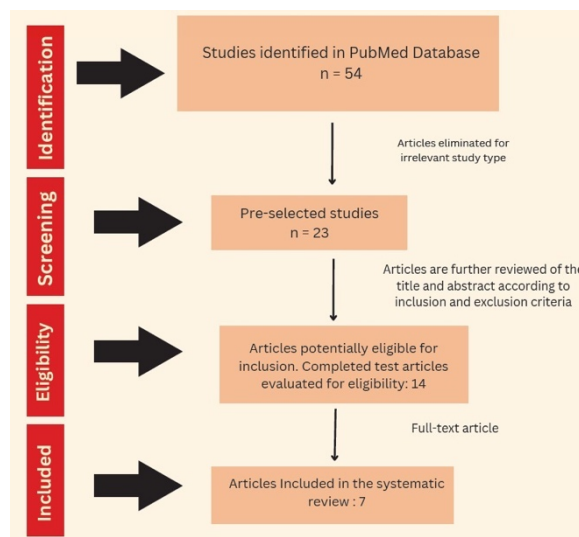 Identification
Studies identified in PubMed Database
n = 54
Articles eliminated for
irrelevant study type
Screening
Pre-selected studies
n = 23
Articles are further reviewed of the
title and abstract according to
inclusion and exclusion criteria
Eligibility
Articles potentially eligible for
inclusion. Completed test articles
evaluated for eligibility: 14
Full-text article
Included
Articles Included in the systematic
review : 7